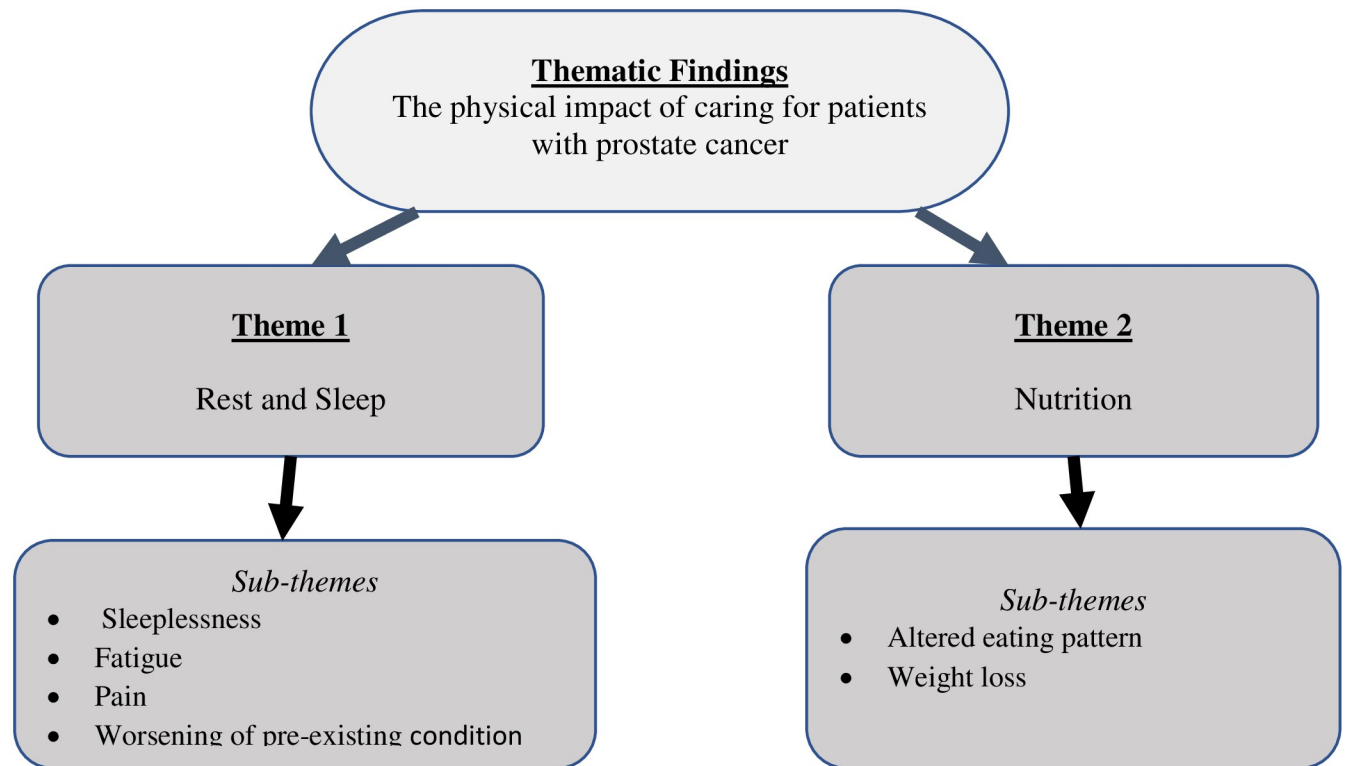 Thematic Findings
The physical impact of caring for patients
with prostate cancer
Theme 1
Rest and Sleep
Theme 2
Nutrition
Sub-themes
• Sleeplessness
• Fatigue
• Pain
• Worsening of pre-existing condition
Sub-themes
• Altered eating pattern
• Weight loss